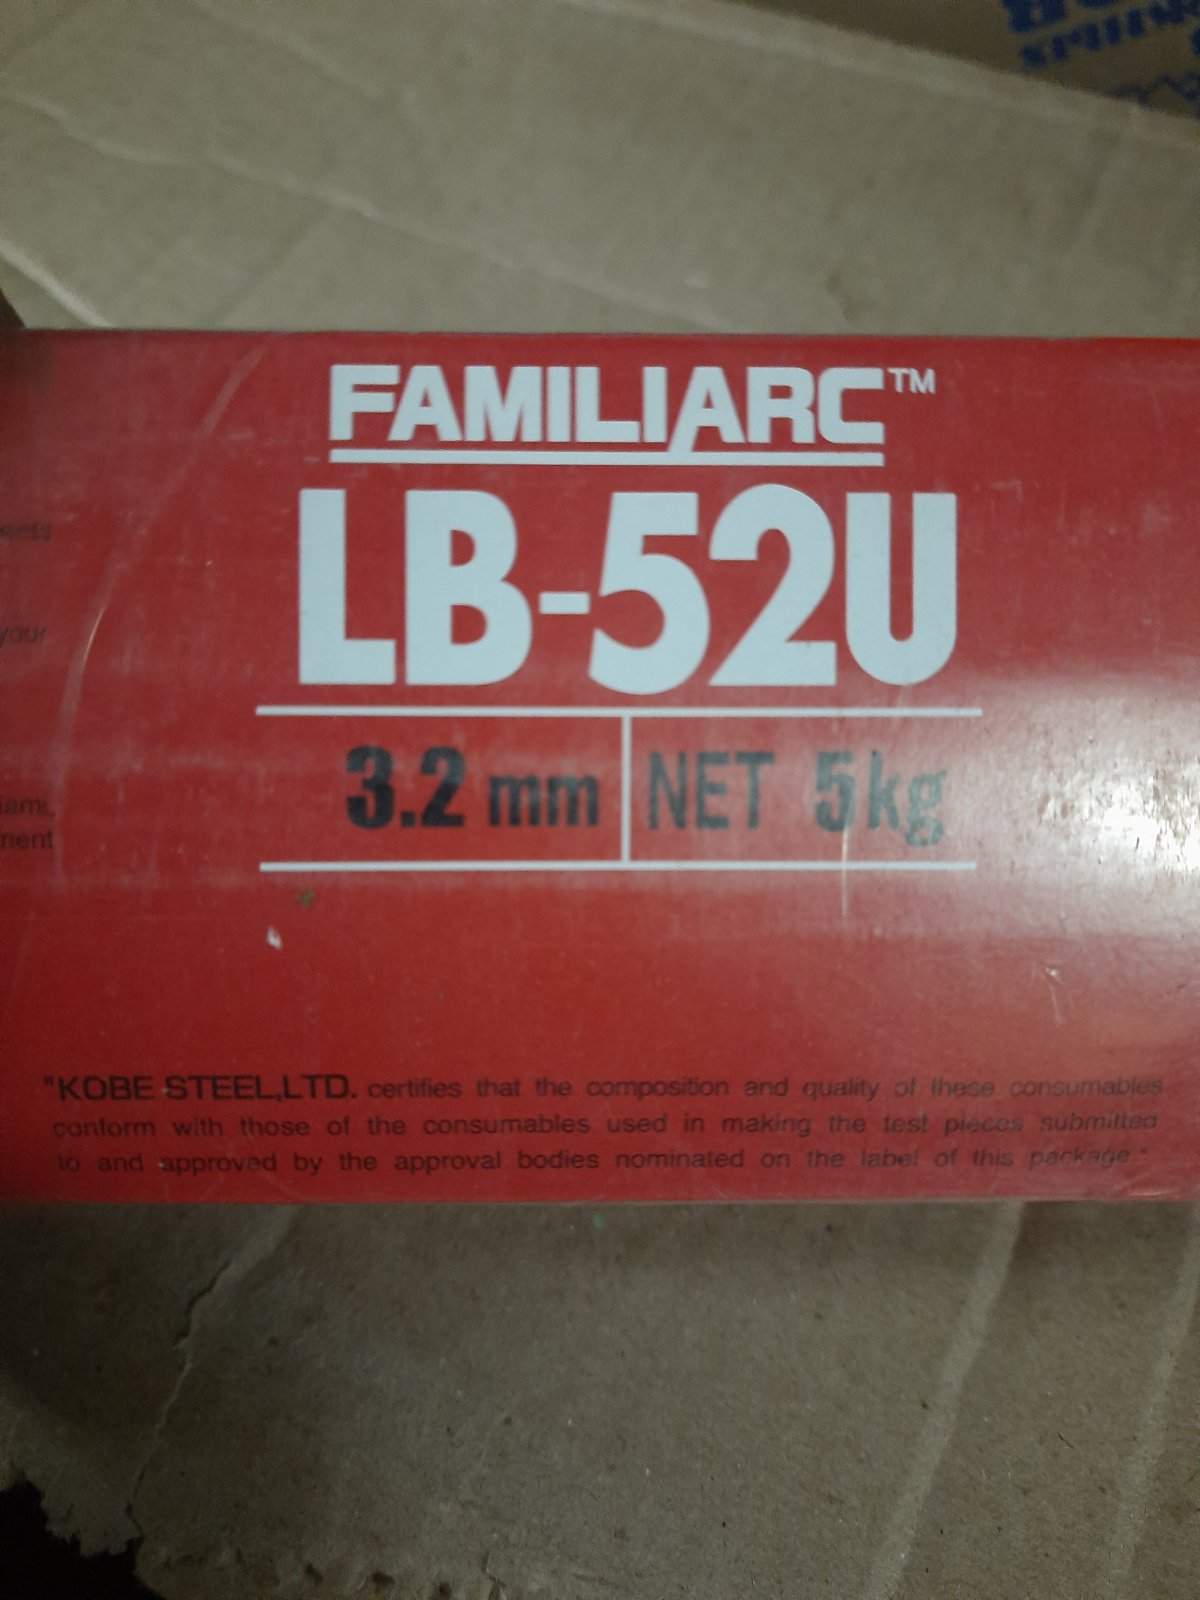 FAMILIARC™
LB-52U
3.2 mm NET 5kg
your
ment
"KOBE STEEL,LTD. certifies that the composition and quality of these consumables
conform with those of the consumables used in making the test pieces submitted
to and approved by the approval bodies nominated on the label of this package."